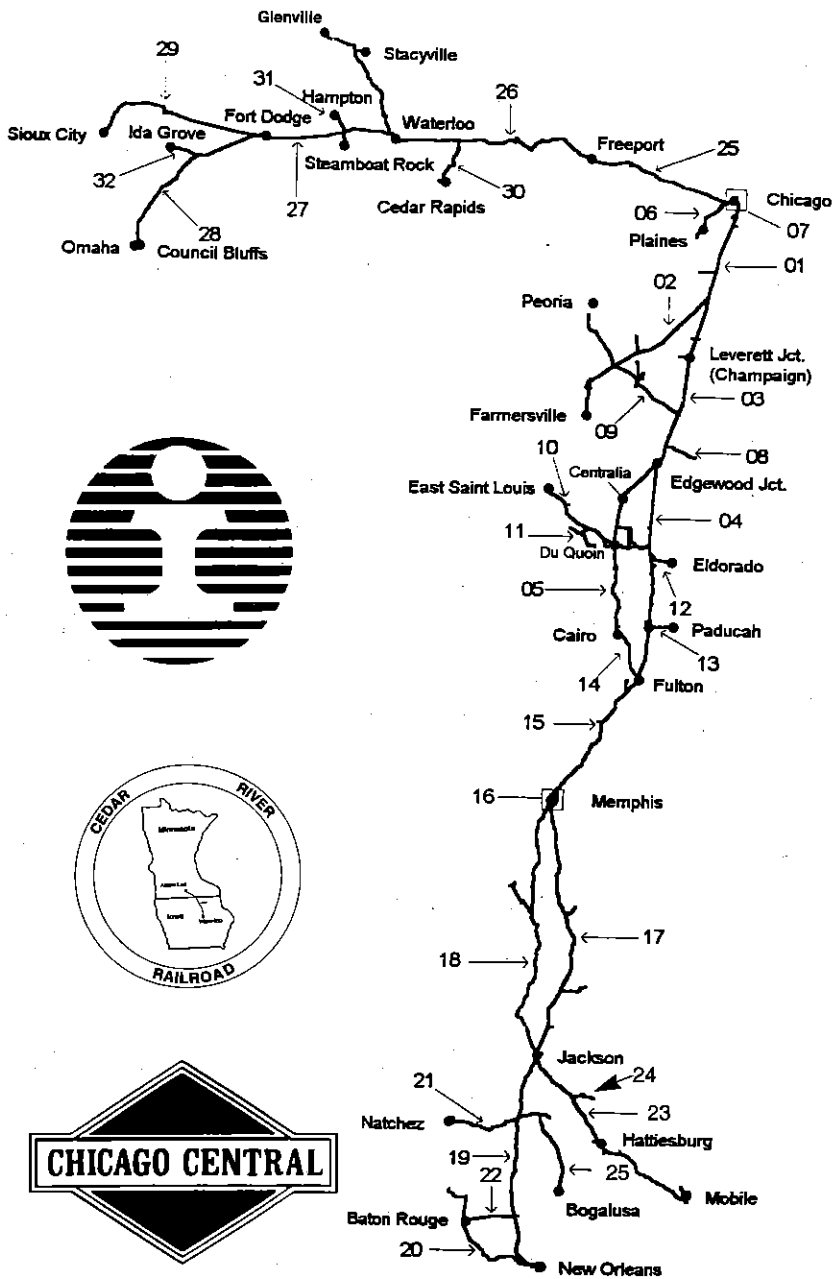 Glenville
29
Stacyville
31
Hampton
26
Sioux City
Ida Grove
Fort Dodge
Waterloo
Freeport
25
32
Steamboat Rock
27
30
Cedar Rapids
06
Chicago
28
Plaines
07
Omaha
Council Bluffs
01
02
Peoria
Leverett Jct.
(Champaign)
03
Farmersville
09
10
08
Centralia
East Saint Louis
Edgewood Jct.
04
11
Du Quoin
Eldorado
05
12
Cairo
Paducah
13
14
Fulton
15
CEDAR RIVER
RAILROAD
Minnesota
Iowa
16
Memphis
17
18
Jackson
21
24
23
Natchez
Hattiesburg
CHICAGO CENTRAL
19
25
22
Mobile
Bogalusa
Baton Rouge
20
New Orleans